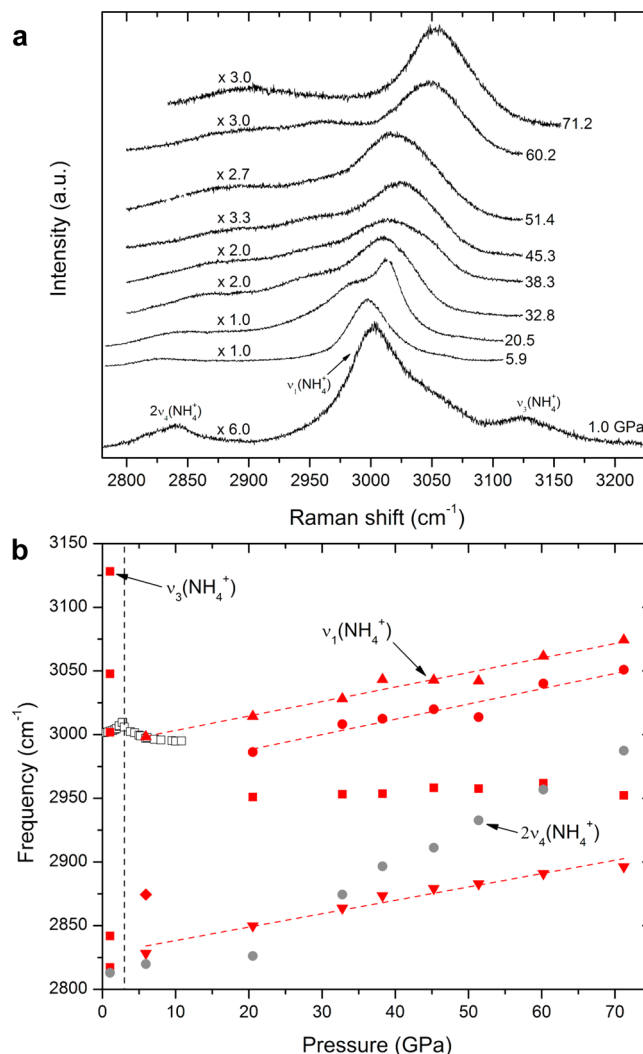 a
x 3.0
71.2
x 3.0
60.2
x 2.7
51.4
x 3.3
45.3
x 2.0
38.3
x 2.0
32.8
x 1.0
20.5
x 1.0
5.9
ν₁(NH₄⁺)
2ν₄(NH₄⁺)
x 6.0
ν₃(NH₄⁺)
1.0 GPa
Intensity (a.u.)
2800 2850 2900 2950 3000 3050 3100 3150 3200
Raman shift (cm⁻¹)
b
3150
3100
3050
3000
2950
2900
2850
2800
Frequency (cm⁻¹)
ν₃(NH₄⁺)
ν₁(NH₄⁺)
2ν₄(NH₄⁺)
0 10 20 30 40 50 60 70
Pressure (GPa)